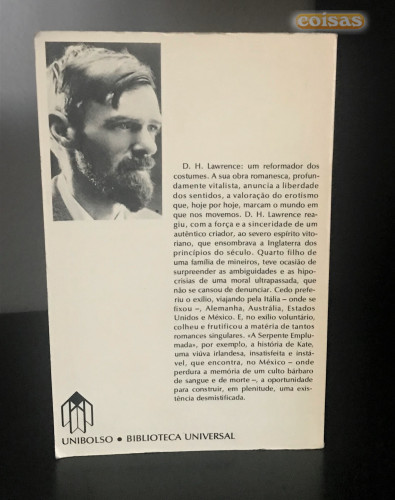 coisas
D. H. Lawrence: um reformador dos
costumes. A sua obra romanesca, profun-
damente vitalista, anuncia a liberdade
dos sentidos, a valoração do erotismo
que, hoje por hoje, marcam o mundo em
que nos movemos. D. H. Lawrence rea-
giu, com a força e a sinceridade de um
autêntico criador, ao severo espírito vito-
riano, que ensombrava a Inglaterra dos
princípios do século. Quarto filho de
uma família de mineiros, teve ocasião de
surpreender as ambiguidades e as hipo-
crisias de uma moral ultrapassada, que
não se cansou de denunciar. Cedo prefe-
riu o exílio, viajando pela Itália – onde se
fixou –, Alemanha, Austrália, Estados
Unidos e México. E, no exílio voluntário,
colheu e frutificou a matéria de tantos
romances singulares. «A Serpente Emplu-
mada», por exemplo, a história de Kate,
uma viúva irlandesa, insatisfeita e instá-
vel, que encontra, no México – onde
perdura a memória de um culto bárbaro
de sangue e de morte –, a oportunidade
para construir, em plenitude, uma exis-
tência desmistificada.
UNIBOLSO • BIBLIOTECA UNIVERSAL